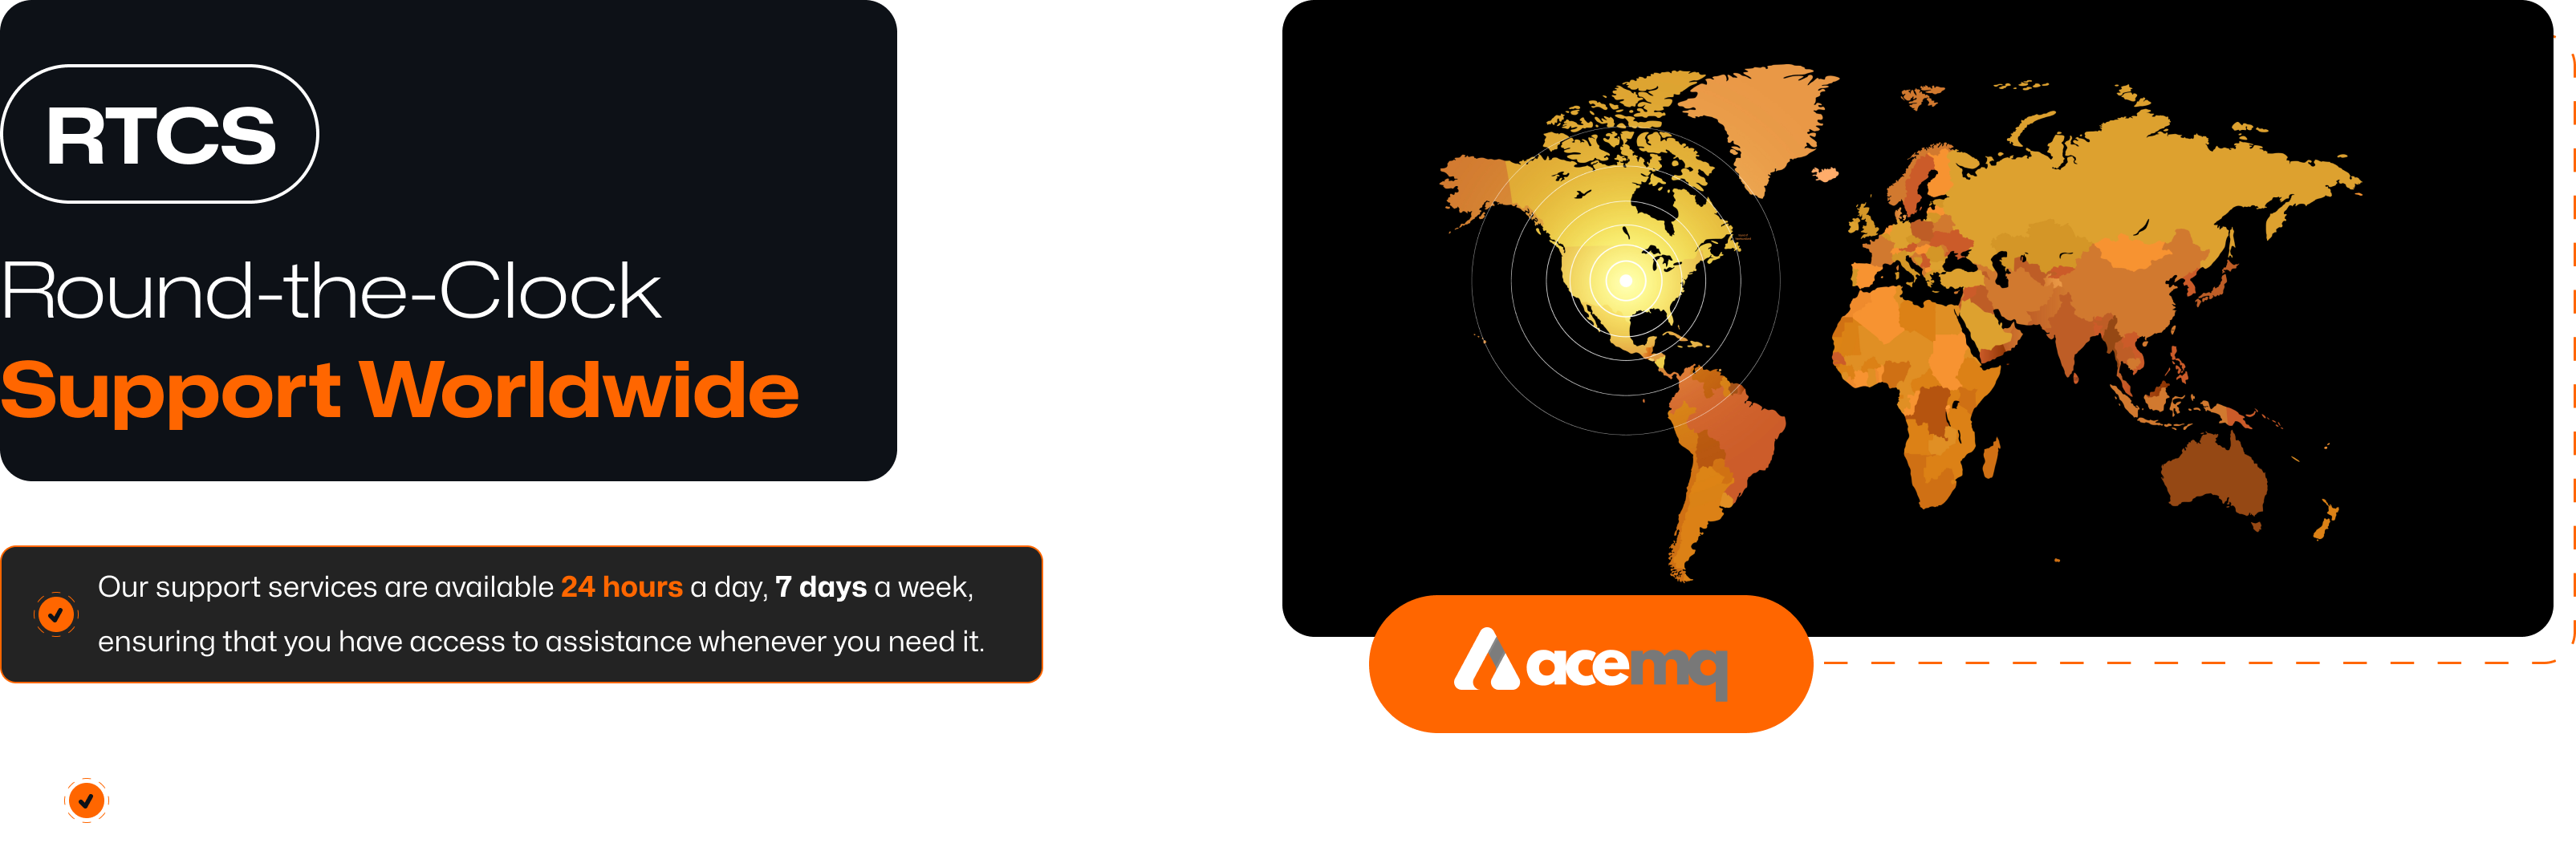 RTCS
Round-the-Clock
Support Worldwide
Our support services are available 24 hours a day, 7 days a week,
ensuring that you have access to assistance whenever you need it.
acemq